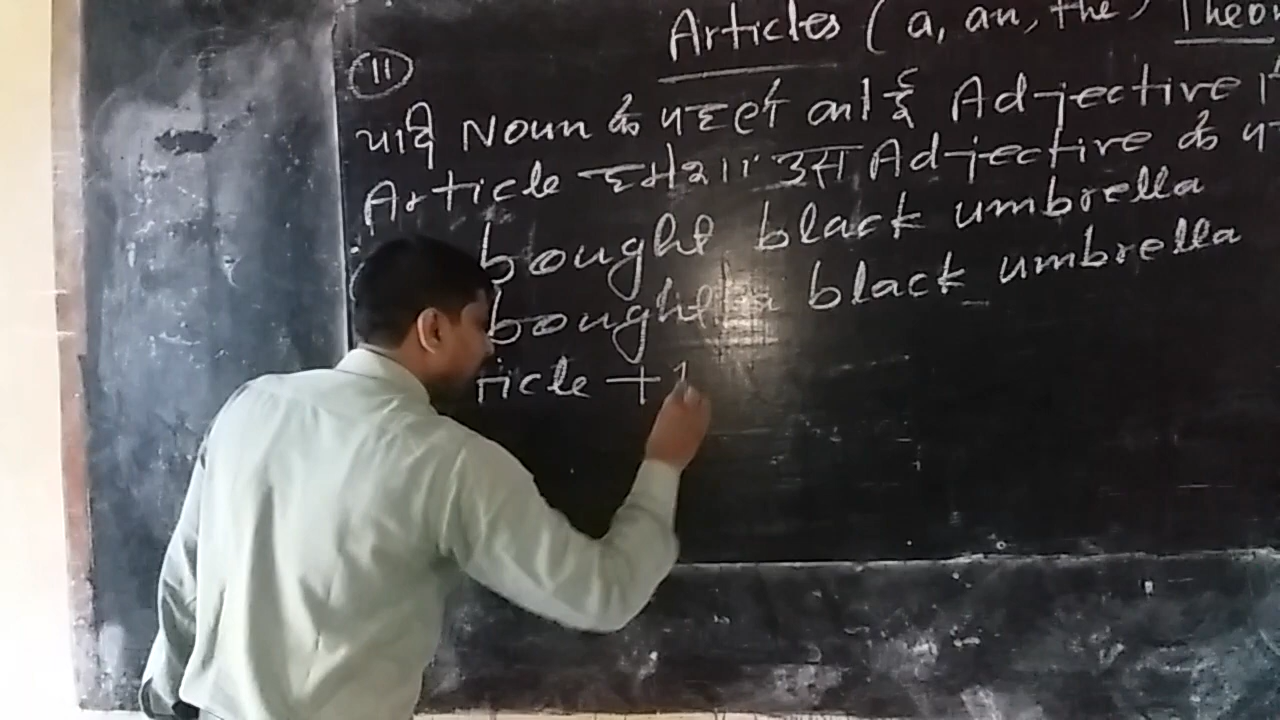 Articles (a, an, the) Theo
(11)
यदि Noun के पहले कोई Adjective
Article हमेशा उस Adjective के प
bought black umbrella
bought a black umbrella
ticle +